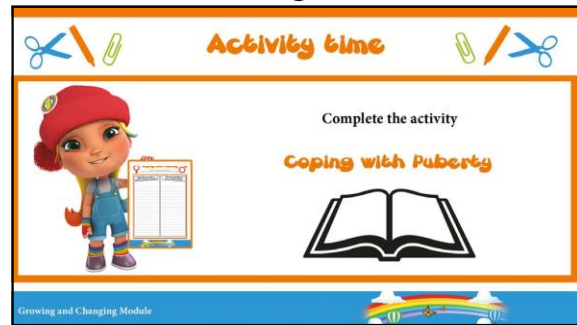 Activity time
Complete the activity
Coping with Puberty
Growing and Changing Module